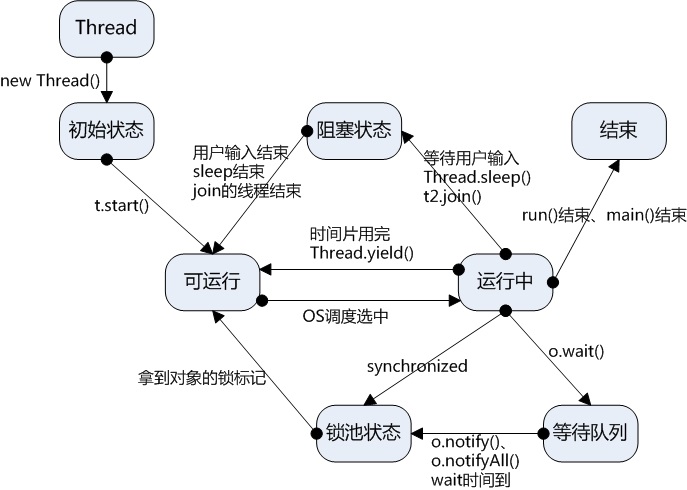 Thread
new Thread()
初始状态
阻塞状态
结束
用户输入结束
sleep结束
join的线程结束
等待用户输入
Thread.sleep()
t2.join()
t.start()
run()结束、main()结束
时间片用完
Thread.yield()
可运行
运行中
OS调度选中
synchronized
o.wait()
拿到对象的锁标记
锁池状态
等待队列
o.notify()、
o.notifyAll()
wait时间到